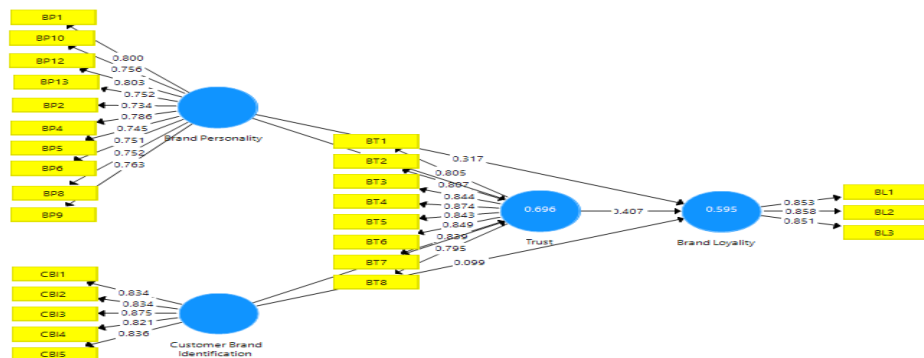 BP1
BP10
BP12
BP13
BP2
BP4
BP5
BP6
BP8
BP9
0.800
0.756
0.803
0.752
0.734
0.786
0.745
0.751
0.752
0.763
Brand Personality
CBI1
CBI2
CBI3
CBI4
CBI5
0.834
0.834
0.875
0.821
0.836
Customer Brand
Identification
BT1
BT2
BT3
BT4
BT5
BT6
BT7
BT8
0.805
0.807
0.844
0.874
0.843
0.849
0.839
0.795
0.696
Trust
0.317
0.407
0.099
0.595
Brand Loyality
0.853
0.858
0.851
BL1
BL2
BL3